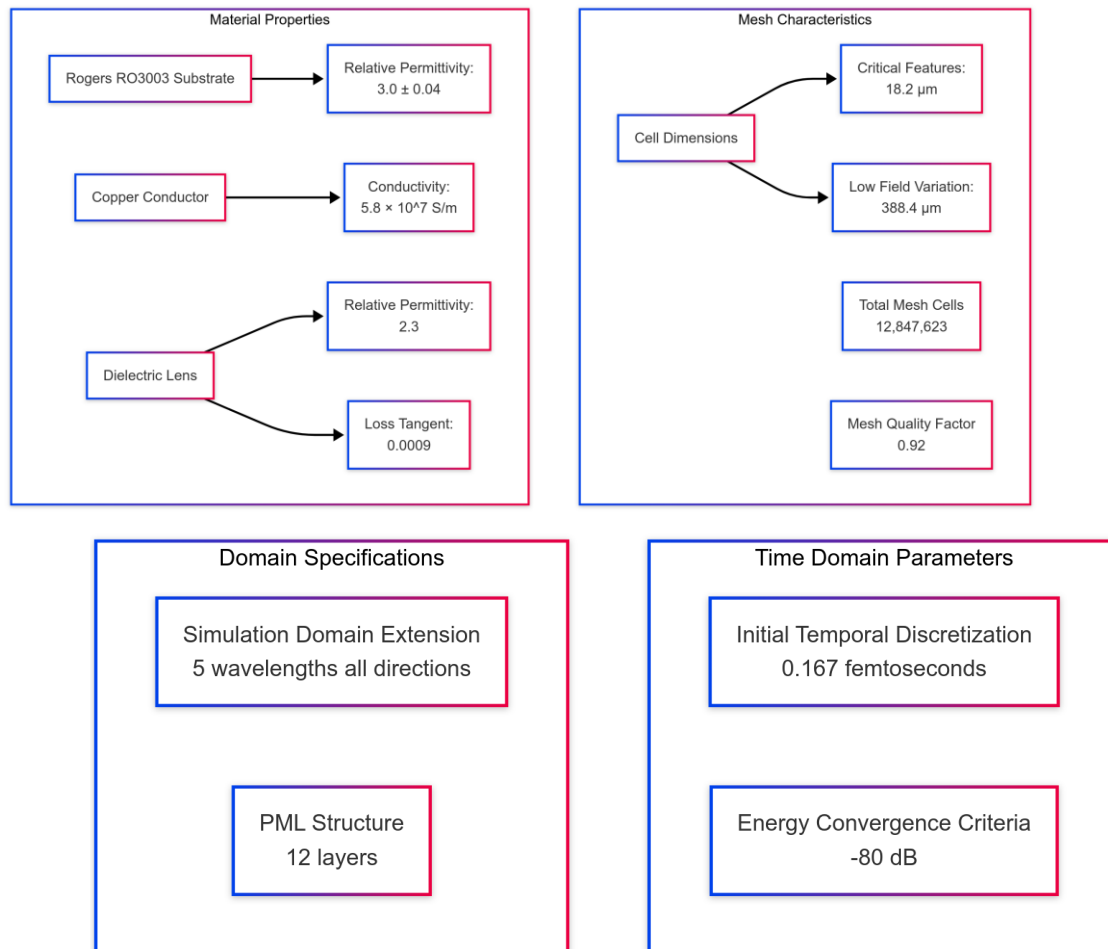 Material Properties
Rogers RO3003 Substrate
Relative Permittivity:
3.0 ± 0.04
Copper Conductor
Conductivity:
5.8 × 10^7 S/m
Dielectric Lens
Relative Permittivity:
2.3
Loss Tangent:
0.0009
Mesh Characteristics
Cell Dimensions
Critical Features:
18.2 µm
Low Field Variation:
388.4 µm
Total Mesh Cells
12,847,623
Mesh Quality Factor
0.92
Domain Specifications
Simulation Domain Extension
5 wavelengths all directions
PML Structure
12 layers
Time Domain Parameters
Initial Temporal Discretization
0.167 femtoseconds
Energy Convergence Criteria
-80 dB